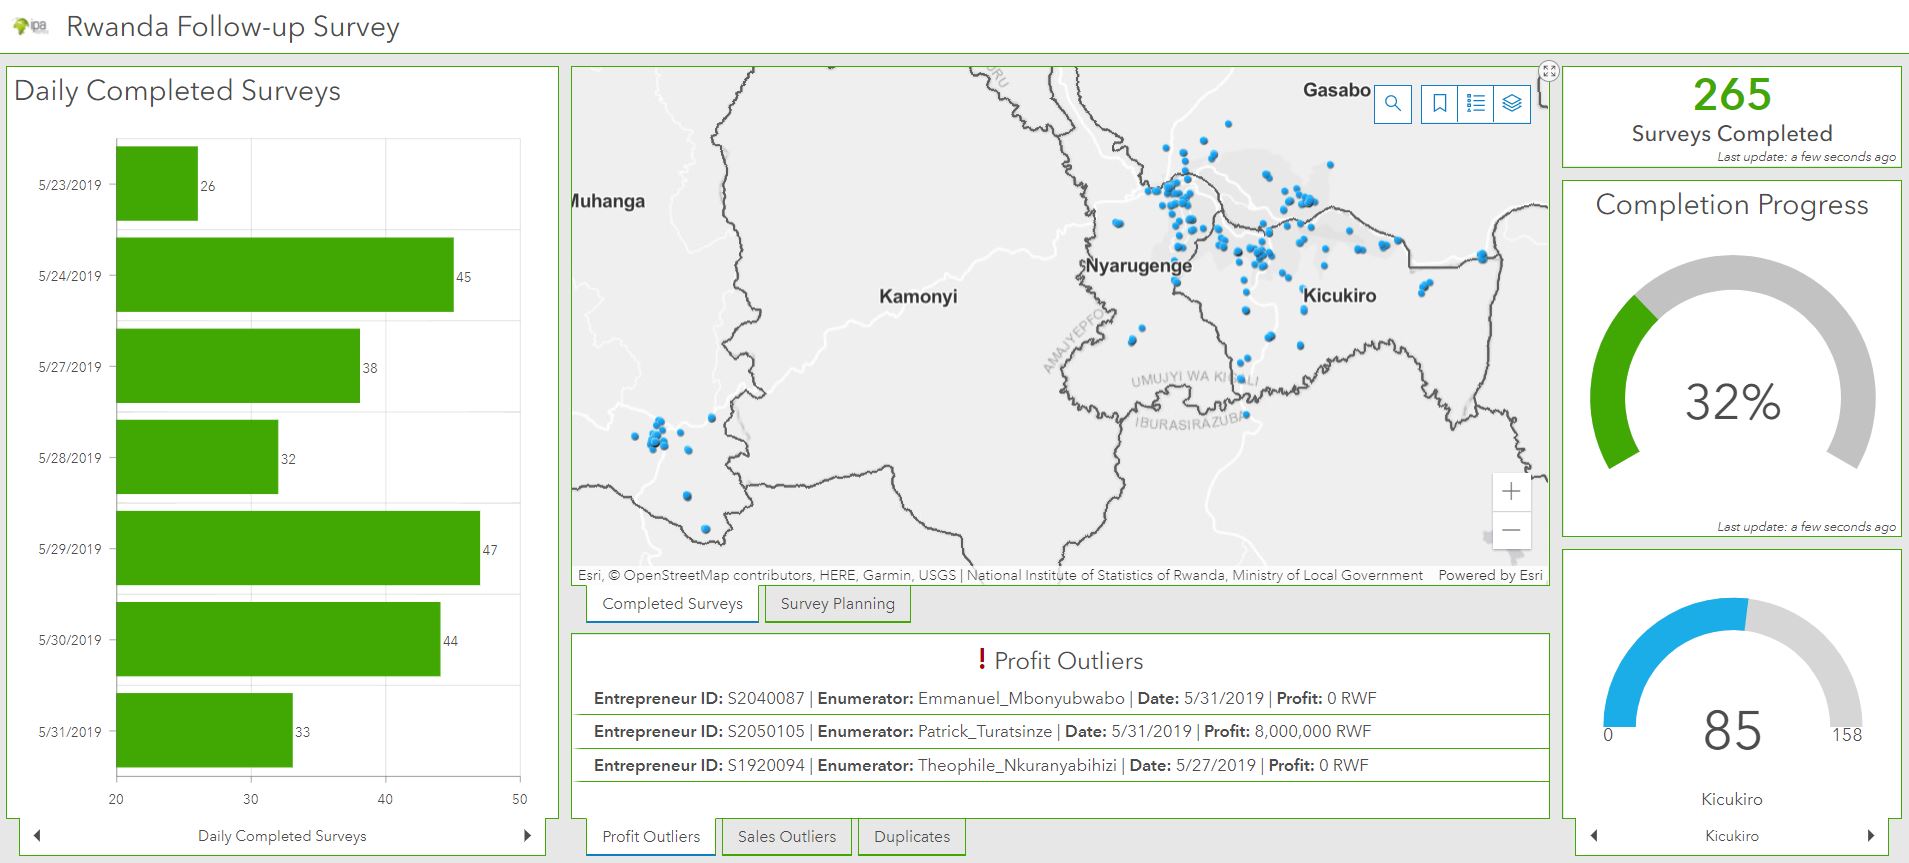 ipa
Rwanda Follow-up Survey
Daily Completed Surveys
5/23/2019
26
5/24/2019
45
5/27/2019
38
5/28/2019
32
5/29/2019
47
5/30/2019
44
5/31/2019
33
20
30
40
50
Daily Completed Surveys
Gasabo
Muhanga
Nyarugenge
Kamonyi
Kicukiro
UMUJYI WA KIGALI
IBURASIRAZUBA
Esri, © OpenStreetMap contributors, HERE, Garmin, USGS | National Institute of Statistics of Rwanda, Ministry of Local Government
Powered by Esri
Completed Surveys
Survey Planning
! Profit Outliers
Entrepreneur ID: S2040087 | Enumerator: Emmanuel_Mbonyubwabo | Date: 5/31/2019 | Profit: 0 RWF
Entrepreneur ID: S2050105 | Enumerator: Patrick_Turatsinze | Date: 5/31/2019 | Profit: 8,000,000 RWF
Entrepreneur ID: S1920094 | Enumerator: Theophile_Nkuranyabihizi | Date: 5/27/2019 | Profit: 0 RWF
Profit Outliers
Sales Outliers
Duplicates
265
Surveys Completed
Last update: a few seconds ago
Completion Progress
32%
Last update: a few seconds ago
0
85
158
Kicukiro
Kicukiro